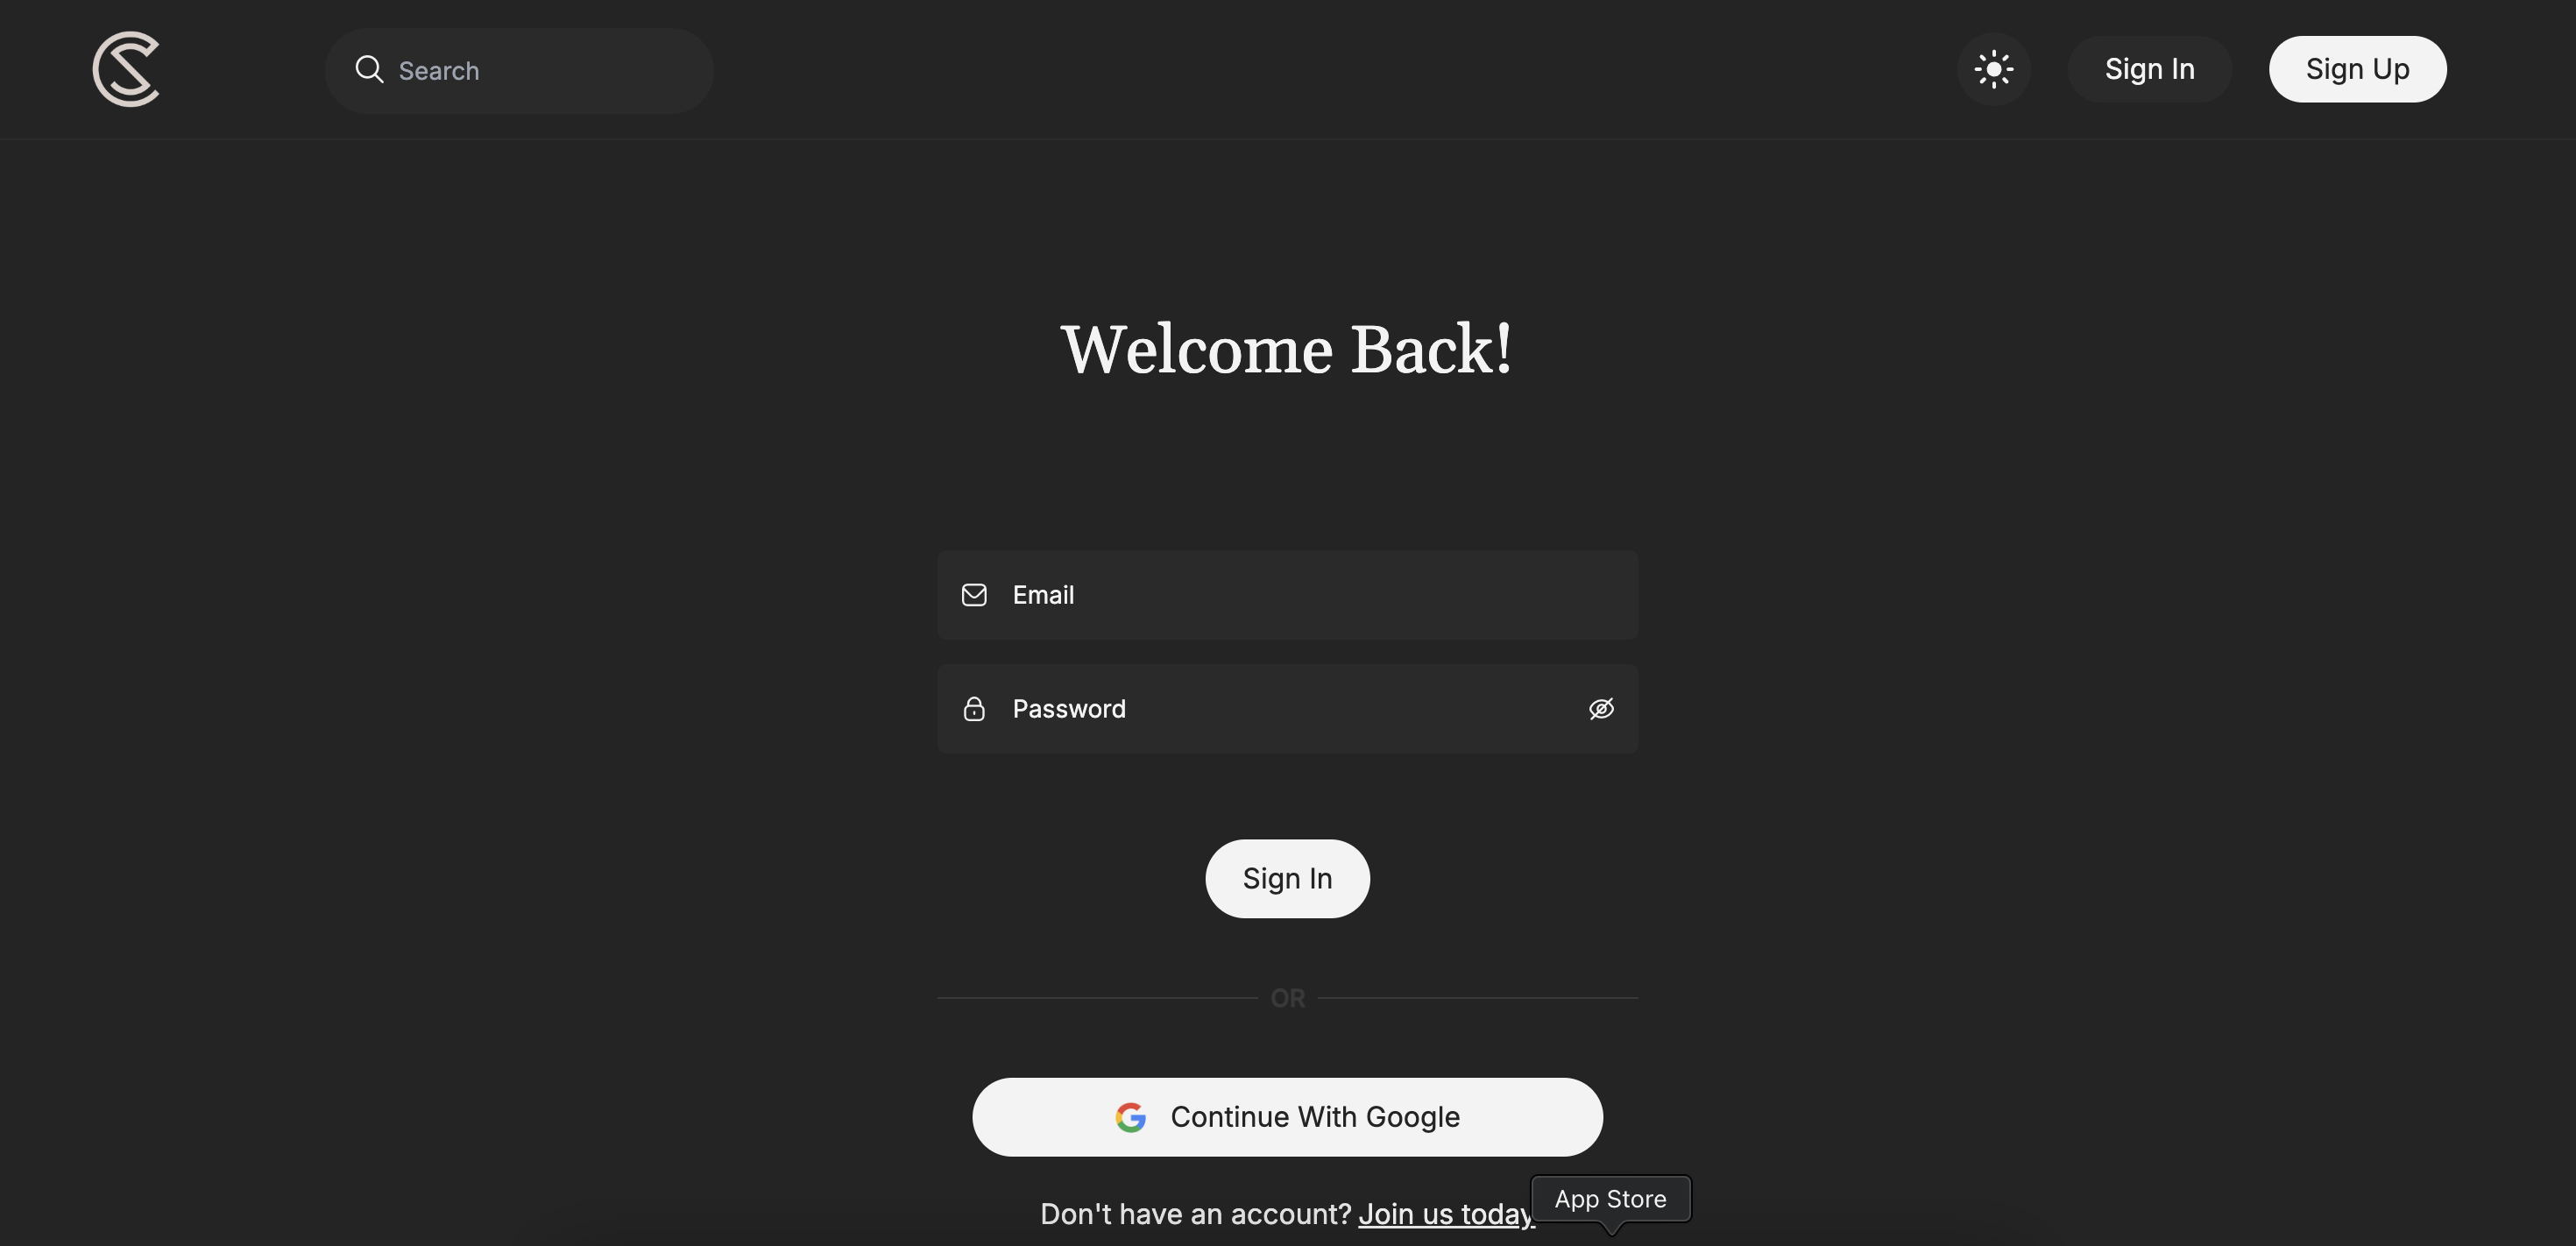 Search
Sign In
Sign Up
Welcome Back!
Email
Password
Sign In
OR
Continue With Google
Don't have an account? Join us today
App Store